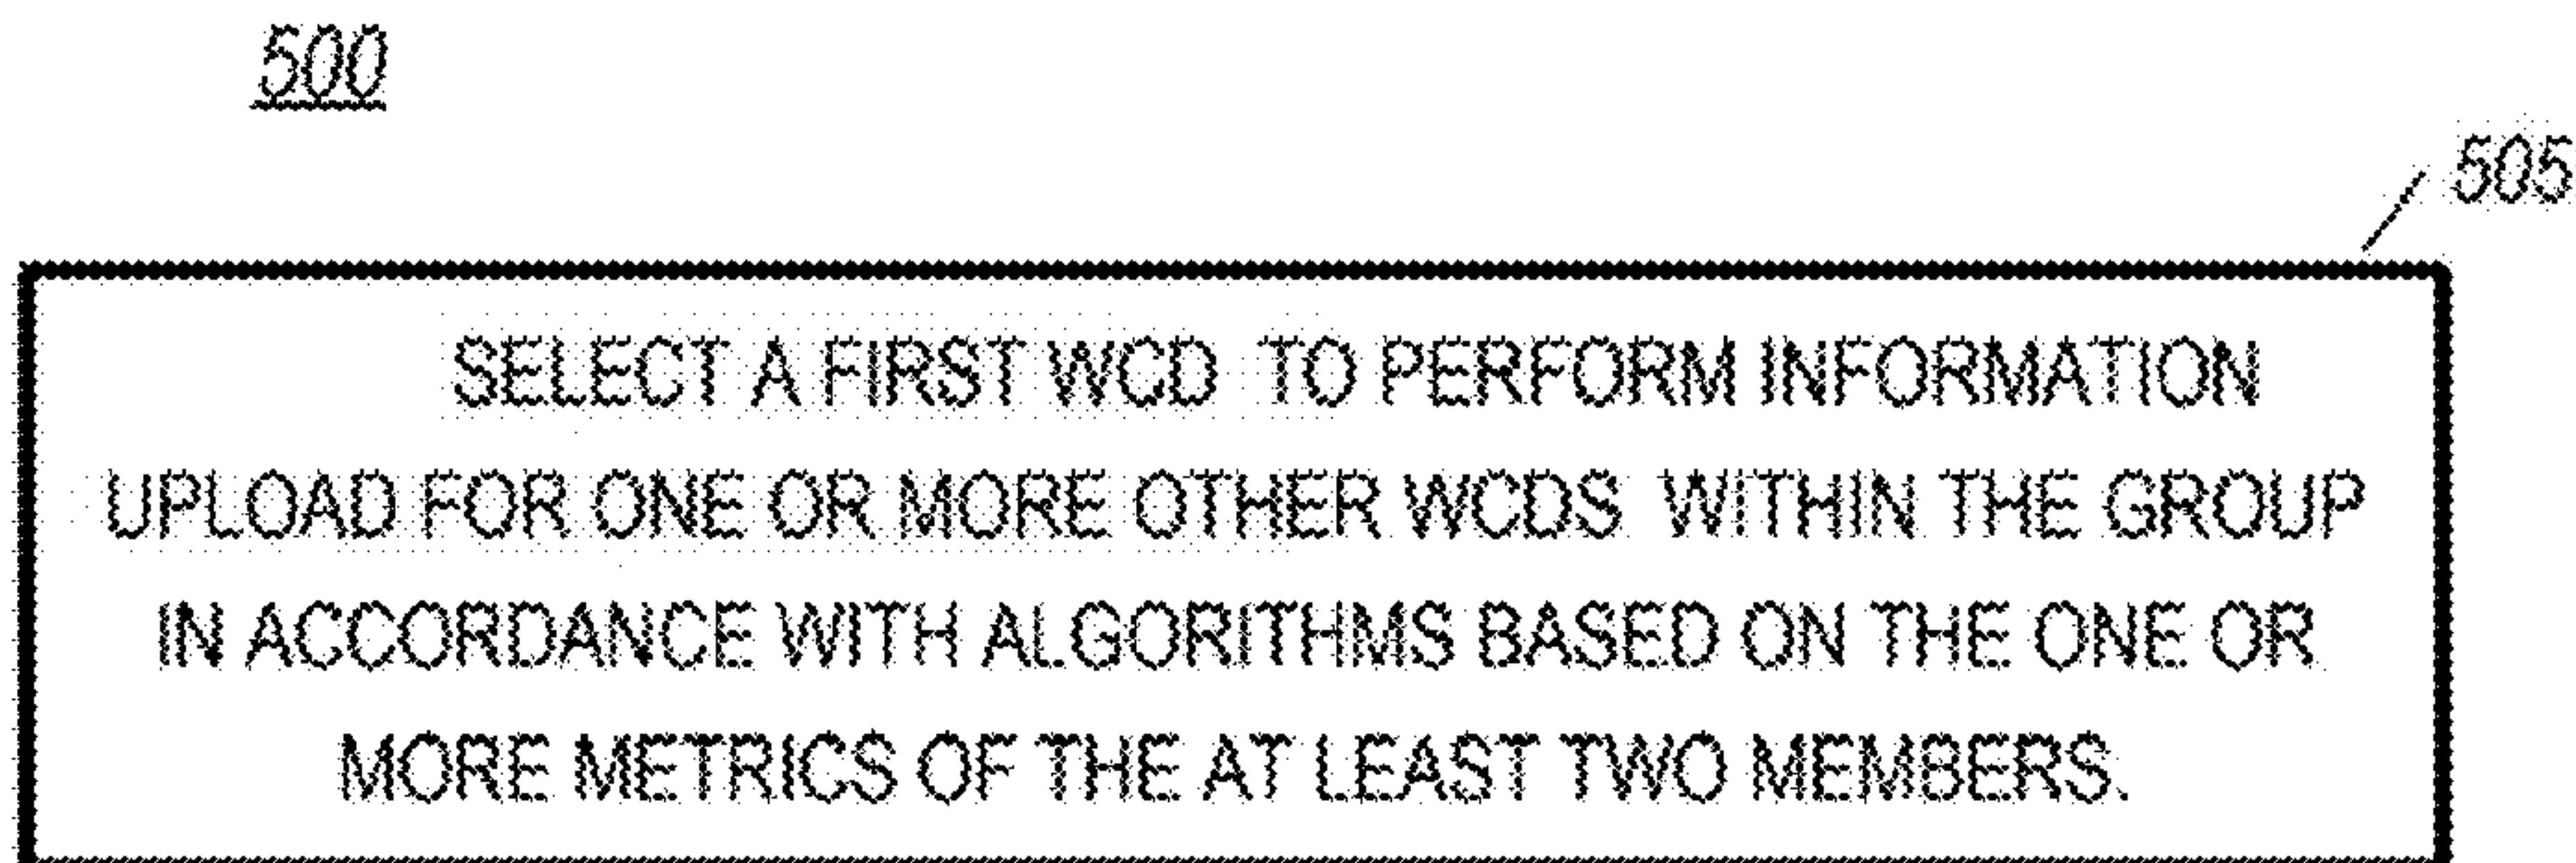 500
505
SELECT A FIRST WCD TO PERFORM INFORMATION
UPLOAD FOR ONE OR MORE OTHER WCDS WITHIN THE GROUP
IN ACCORDANCE WITH ALGORITHMS BASED ON THE ONE OR
MORE METRICS OF THE AT LEAST TWO MEMBERS.